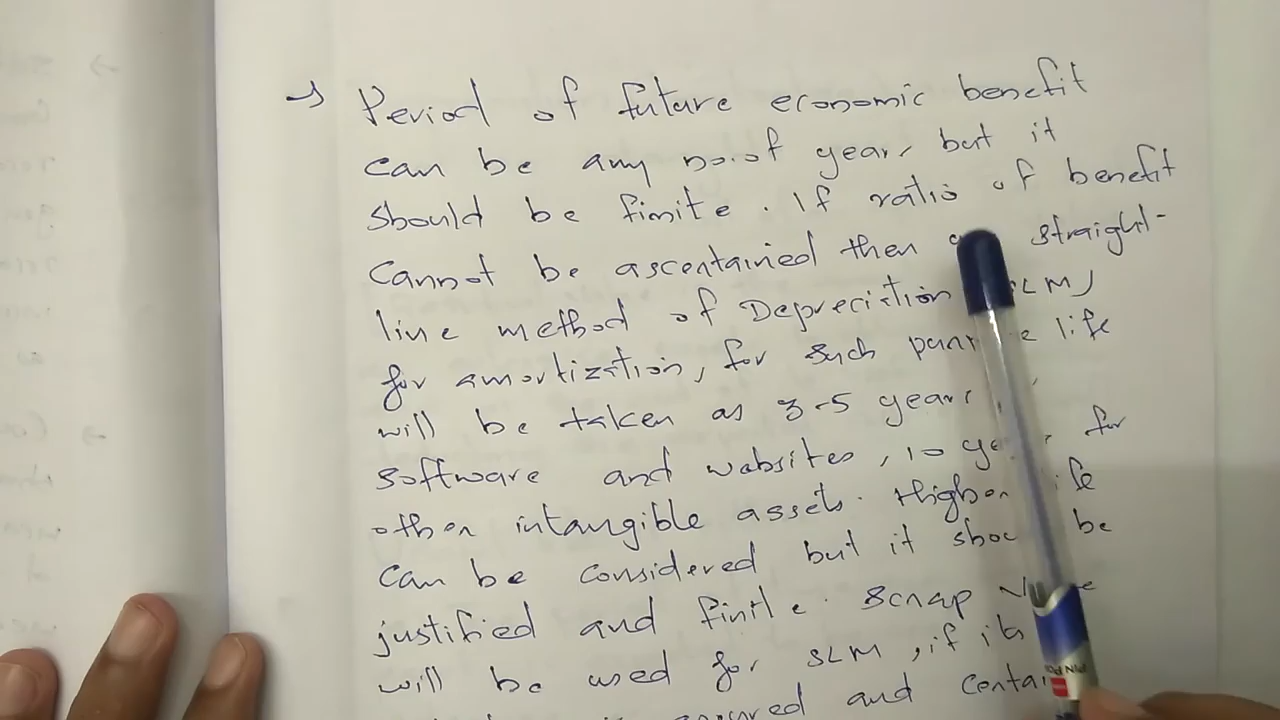 → Period of future economic benefit
can be any no. of years but it
should be finite. If ratio of benefit
cannot be ascertained then straight-
line method of Depreciation SLM)
for amortization, for such life
will be taken as 3-5 years
software and websites, 10 for
other intangible assets. Higher
can be considered but it be
justified and finite. Scrap
will be used for SLM, if its
and